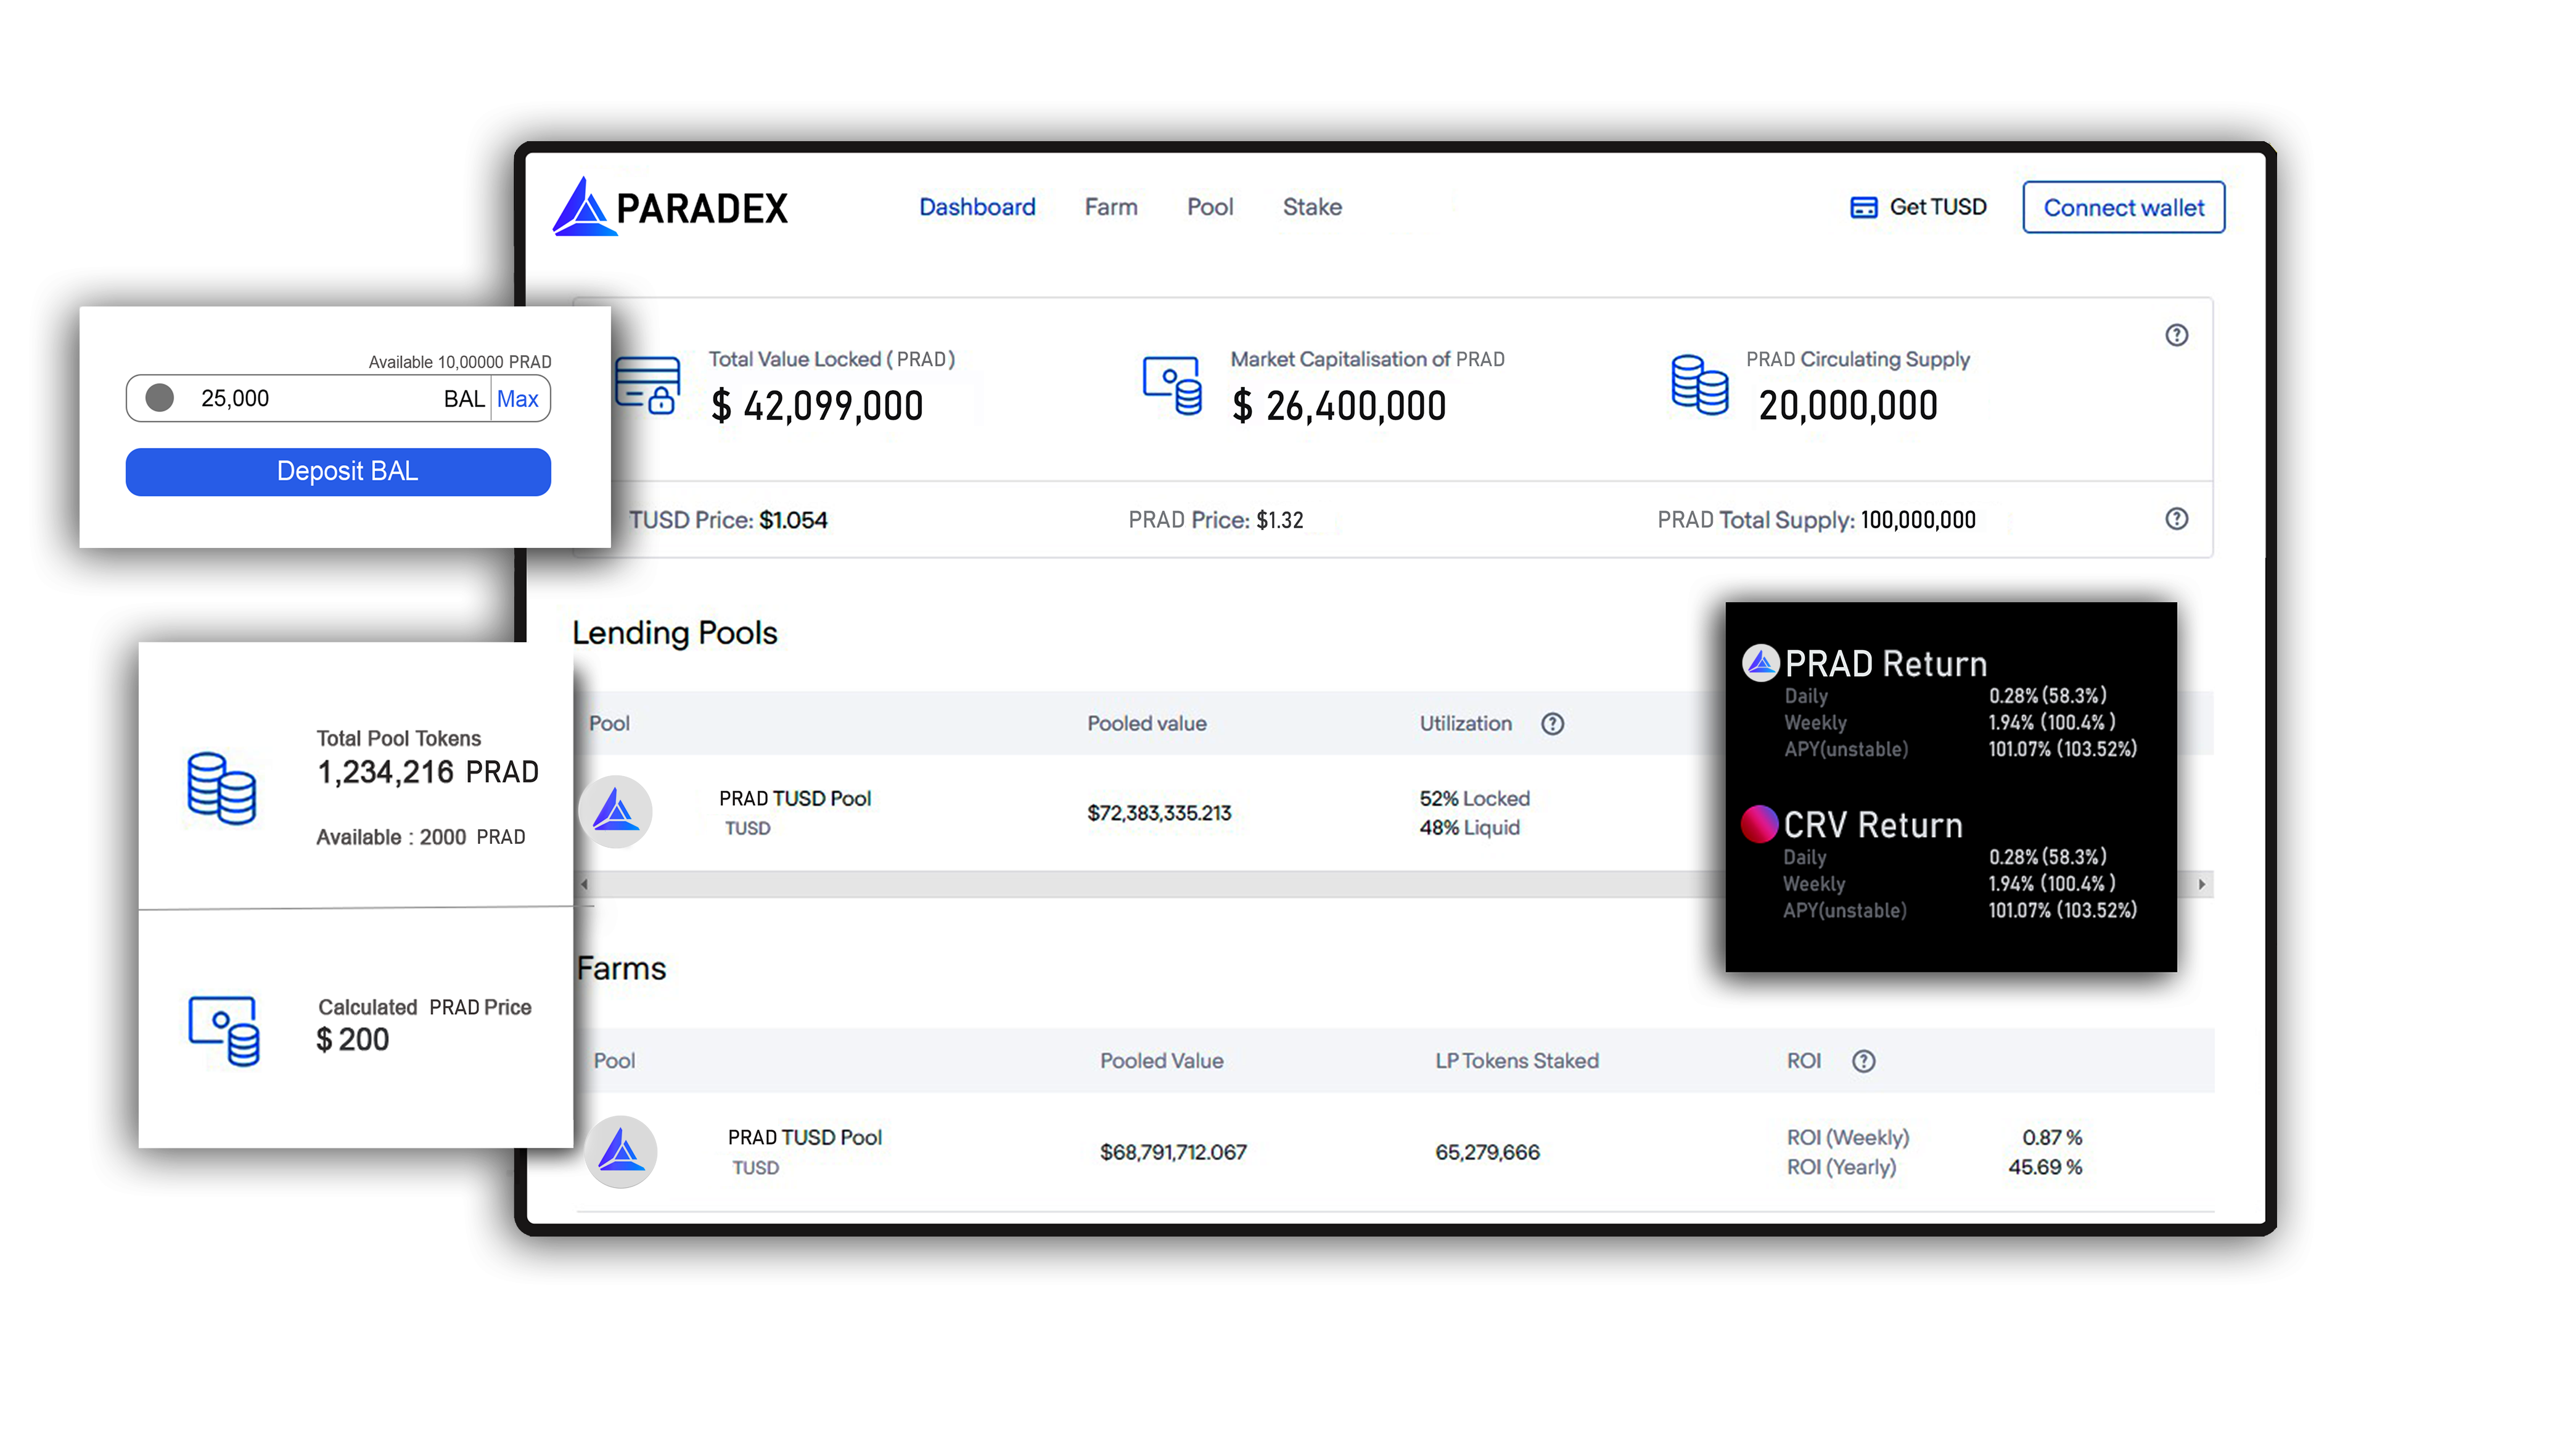 PARADEX
Dashboard Farm Pool Stake
Get TUSD Connect wallet
Available 10,00000 PRAD
25,000 BAL Max
Deposit BAL
Total Value Locked ( PRAD )
$ 42,099,000
Market Capitalisation of PRAD
$ 26,400,000
PRAD Circulating Supply
20,000,000
TUSD Price: $1.054
PRAD Price: $1.32
PRAD Total Supply: 100,000,000
Total Pool Tokens
1,234,216 PRAD
Available : 2000 PRAD
Calculated PRAD Price
$ 200
Lending Pools
Pool Pooled value Utilization
PRAD TUSD Pool
TUSD
$72,383,335.213
52% Locked
48% Liquid
PRAD Return
Daily 0.28% (58.3%)
Weekly 1.94% (100.4% )
APY(unstable) 101.07% (103.52%)
CRV Return
Daily 0.28% (58.3%)
Weekly 1.94% (100.4% )
APY(unstable) 101.07% (103.52%)
Farms
Pool Pooled Value LP Tokens Staked ROI
PRAD TUSD Pool
TUSD
$68,791,712.067
65,279,666
ROI (Weekly) 0.87 %
ROI (Yearly) 45.69 %